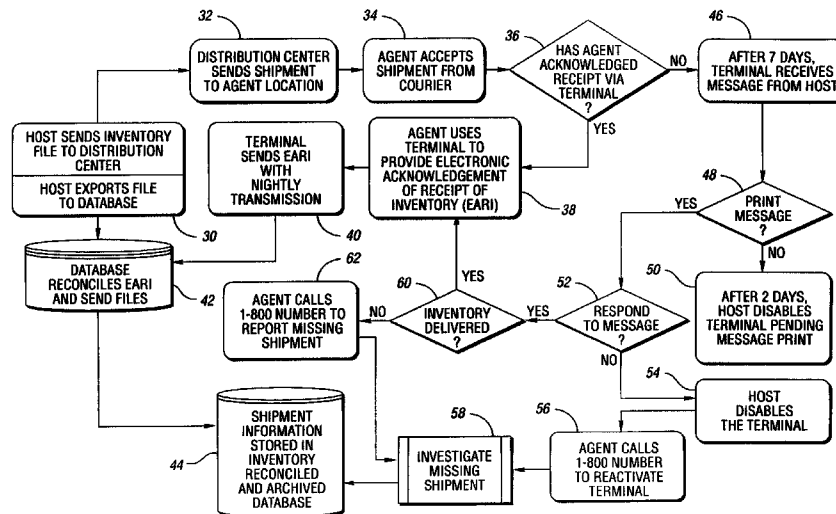 32
DISTRIBUTION CENTER
SENDS SHIPMENT
TO AGENT LOCATION
34
AGENT ACCEPTS
SHIPMENT FROM
COURIER
36
HAS AGENT
ACKNOWLEDGED
RECEIPT VIA
TERMINAL
?
NO
YES
46
AFTER 7 DAYS,
TERMINAL RECEIVES
MESSAGE FROM HOST
HOST SENDS INVENTORY
FILE TO DISTRIBUTION
CENTER
HOST EXPORTS FILE
TO DATABASE
30
TERMINAL
SENDS EARI
WITH
NIGHTLY
TRANSMISSION
40
AGENT USES
TERMINAL TO
PROVIDE ELECTRONIC
ACKNOWLEDGEMENT
OF RECEIPT OF
INVENTORY (EARI)
38
48
PRINT
MESSAGE
?
YES
NO
DATABASE
RECONCILES EARI
AND SEND FILES
42
62
AGENT CALLS
1-800 NUMBER TO
REPORT MISSING
SHIPMENT
60
INVENTORY
DELIVERED
?
YES
NO
52
RESPOND
TO MESSAGE
?
YES
NO
50
AFTER 2 DAYS,
HOST DISABLES
TERMINAL PENDING
MESSAGE PRINT
54
HOST
DISABLES
THE TERMINAL
44
SHIPMENT
INFORMATION
STORED IN
INVENTORY
RECONCILED
AND ARCHIVED
DATABASE
58
INVESTIGATE
MISSING
SHIPMENT
56
AGENT CALLS
1-800 NUMBER
TO REACTIVATE
TERMINAL